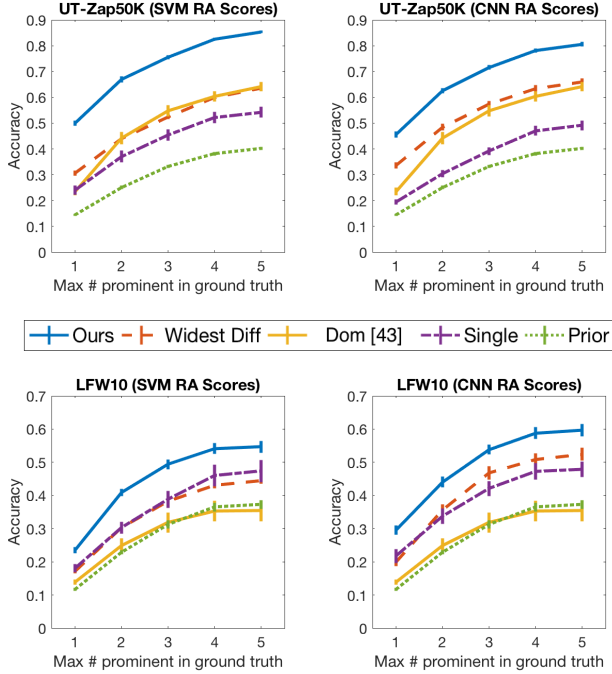 UT-Zap50K (SVM RA Scores)
0.9
0.8
0.7
0.6
0.5
0.4
0.3
0.2
0.1
0
Accuracy
1 2 3 4 5
Max # prominent in ground truth
UT-Zap50K (CNN RA Scores)
0.9
0.8
0.7
0.6
0.5
0.4
0.3
0.2
0.1
0
Accuracy
1 2 3 4 5
Max # prominent in ground truth
Ours Widest Diff Dom [43] Single Prior
LFW10 (SVM RA Scores)
0.7
0.6
0.5
0.4
0.3
0.2
0.1
0
Accuracy
1 2 3 4 5
Max # prominent in ground truth
LFW10 (CNN RA Scores)
0.7
0.6
0.5
0.4
0.3
0.2
0.1
0
Accuracy
1 2 3 4 5
Max # prominent in ground truth